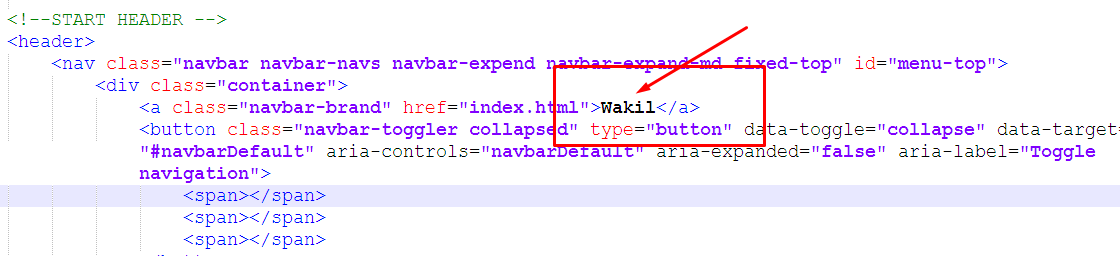 <!--START HEADER -->
<header>
<nav class="navbar navbar-navs navbar-expend navbar-expand-md fixed-top" id="menu-top">
<div class="container">
<a class="navbar-brand" href="index.html">Wakil</a>
<button class="navbar-toggler collapsed" type="button" data-toggle="collapse" data-target=
"#navbarDefault" aria-controls="navbarDefault" aria-expanded="false" aria-label="Toggle
navigation">
<span></span>
<span></span>
<span></span>